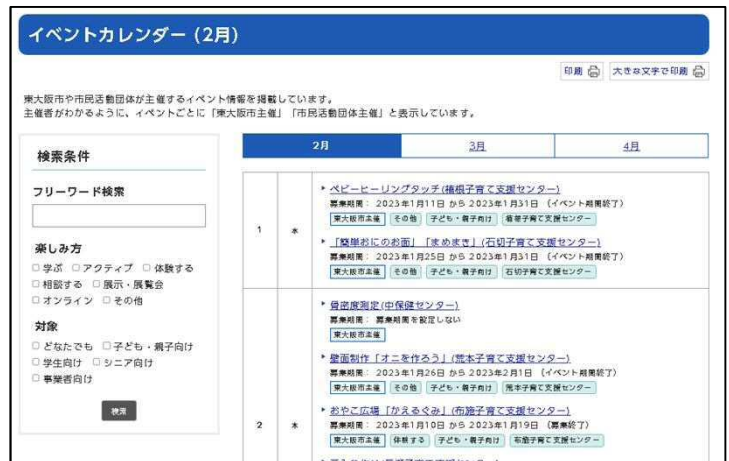 イベントカレンダー (2月)
印刷
大きな文字で印刷
東大阪市や市民活動団体が主催するイベント情報を掲載しています。
主催者がわかるように、イベントごとに「東大阪市主催」「市民活動団体主催」と表示しています。
検索条件
フリーワード検索
楽しみ方
学ぶ アクティブ 体験する
相談する 展示・展覧会
オンライン その他
対象
どなたでも 子ども・親子向け
学生向け シニア向け
事業者向け
検索
2月 3月 4月
1 水
ベビーヒーリングタッチ(楠根子育て支援センター)
募集期間: 2023年1月11日 から 2023年1月31日 (イベント期間終了)
東大阪市主催 その他 子ども・親子向け 楠根子育て支援センター
「簡単おにのお面」「まめまき」(石切子育て支援センター)
募集期間: 2023年1月25日 から 2023年1月31日 (イベント期間終了)
東大阪市主催 その他 子ども・親子向け 石切子育て支援センター
2 木
骨密度測定(中保健センター)
募集期間: 募集期間を設定しない
東大阪市主催
壁面制作「オニを作ろう」(荒本子育て支援センター)
募集期間: 2023年1月26日 から 2023年2月1日 (イベント期間終了)
東大阪市主催 その他 子ども・親子向け 荒本子育て支援センター
おやこ広場「かえるぐみ」(布施子育て支援センター)
募集期間: 2023年1月10日 から 2023年1月19日 (募集終了)
東大阪市主催 体験する 子ども・親子向け 布施子育て支援センター